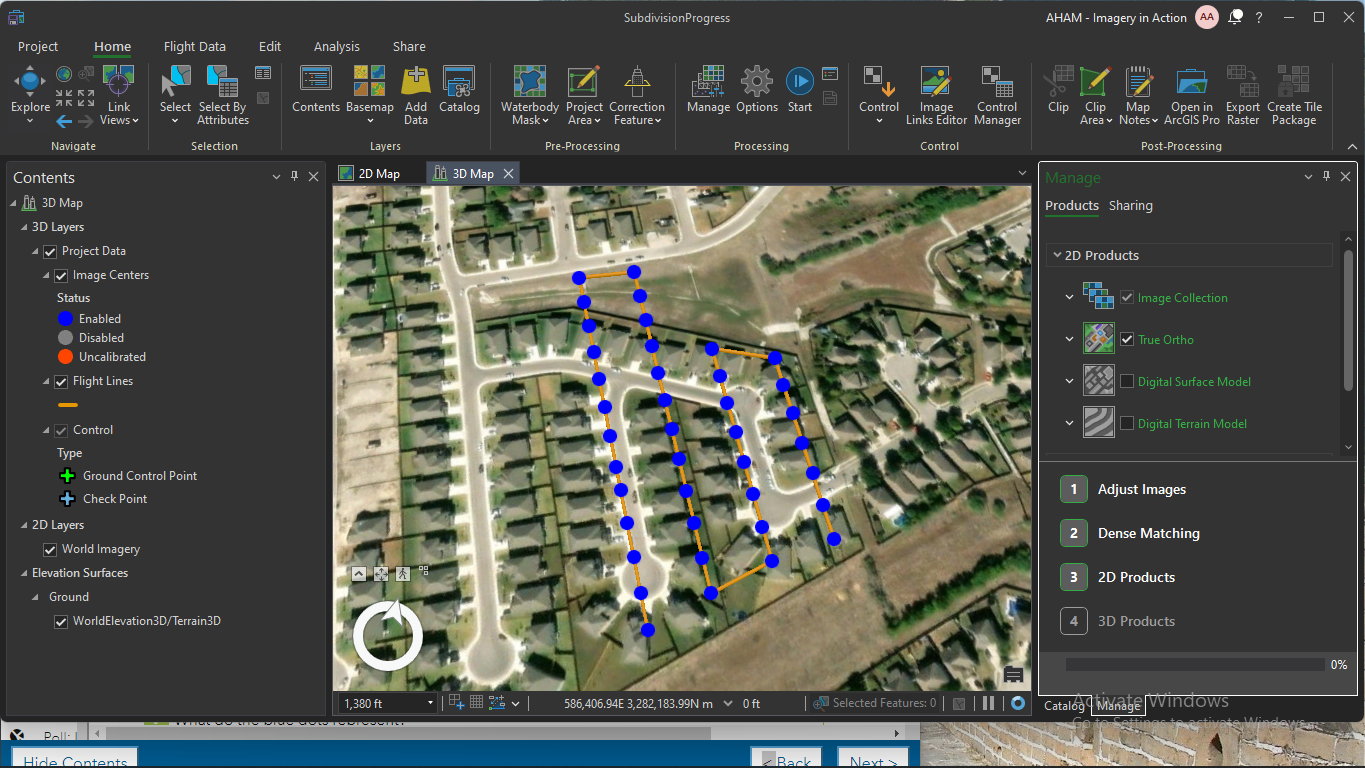 SubdivisionProgress
AHAM - Imagery in Action
AA
?
Project
Home
Flight Data
Edit
Analysis
Share
Explore
Link
Views
Navigate
Select
Select By
Attributes
Selection
Contents
Basemap
Add
Data
Catalog
Layers
Waterbody
Mask
Project
Area
Correction
Feature
Pre-Processing
Manage
Options
Start
Processing
Control
Image
Links Editor
Control
Manager
Control
Clip
Clip
Area
Map
Notes
Open in
ArcGIS Pro
Export
Raster
Create Tile
Package
Post-Processing
Contents
3D Map
3D Layers
Project Data
Image Centers
Status
Enabled
Disabled
Uncalibrated
Flight Lines
Control
Type
Ground Control Point
Check Point
2D Layers
World Imagery
Elevation Surfaces
Ground
WorldElevation3D/Terrain3D
2D Map
3D Map
1,380 ft
586,406.94E 3,282,183.99N m
0 ft
Selected Features: 0
Manage
Products
Sharing
2D Products
Image Collection
True Ortho
Digital Surface Model
Digital Terrain Model
1 Adjust Images
2 Dense Matching
3 2D Products
4 3D Products
0%
Catalog
Manage
Activate Windows
Go to Settings to activate Windows.
What do the blue dots represent?
Poll:
Hide Contents
< Back
Next >